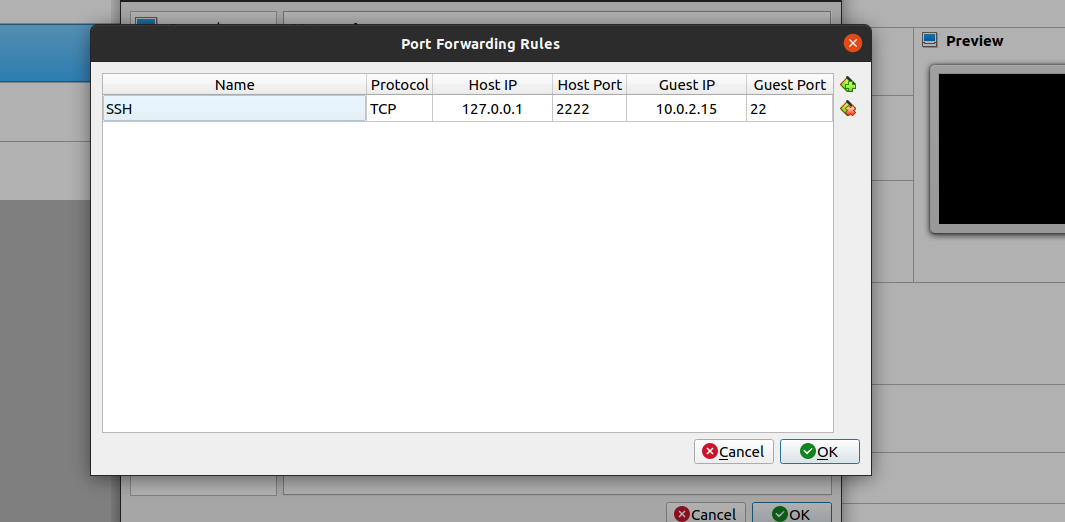 Preview
Port Forwarding Rules
Name Protocol Host IP Host Port Guest IP Guest Port
SSH TCP 127.0.0.1 2222 10.0.2.15 22
Cancel OK
Cancel OK